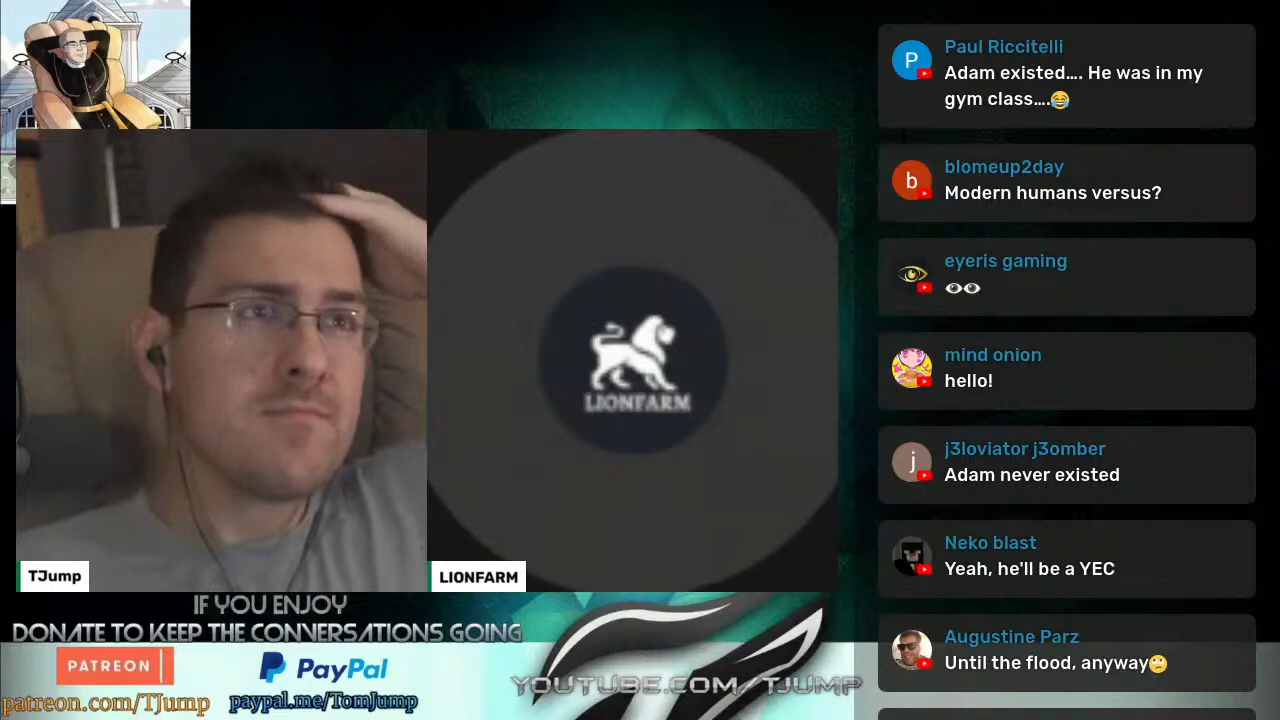 LIONFARM
TJump
LIONFARM
IF YOU ENJOY
DONATE TO KEEP THE CONVERSATIONS GOING
PATREON
PayPal
patreon.com/TJump
paypal.me/TomJump
YOUTUBE.COM/TJUMP
P
Paul Riccitelli
Adam existed.... He was in my
gym class....😂
b
blomeup2day
Modern humans versus?
eyeris gaming
👁👁
mind onion
hello!
j
j3loviator j3omber
Adam never existed
Neko blast
Yeah, he'll be a YEC
Augustine Parz
Until the flood, anyway🙄